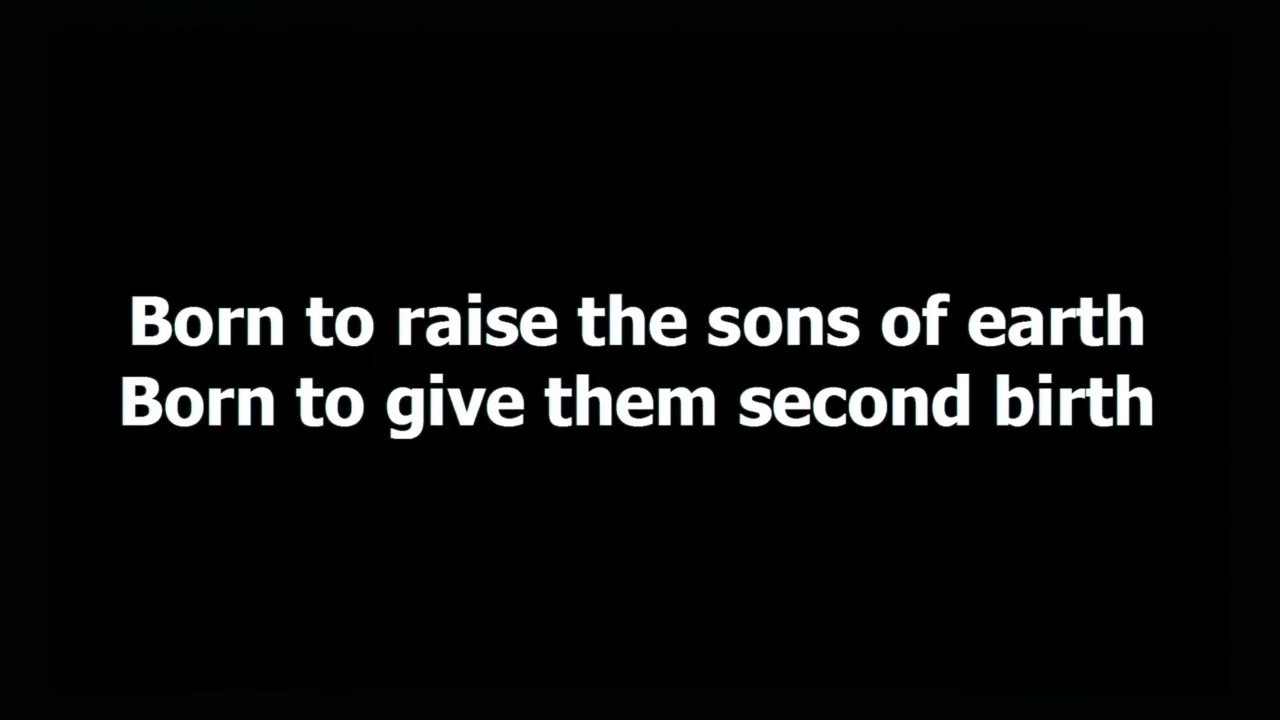 Born to raise the sons of earth
Born to give them second birth